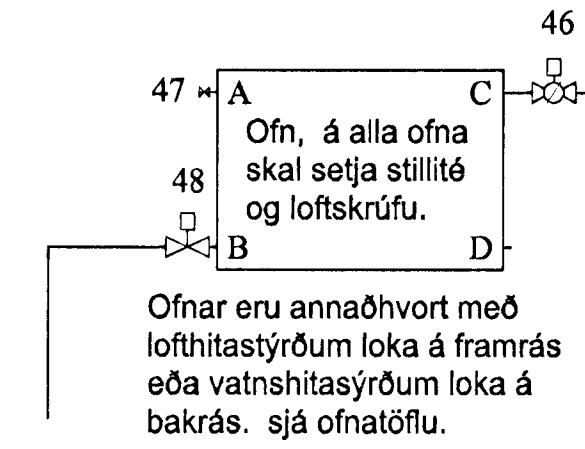 46
47 A C
Ofn, á alla ofna
skal setja stillité
og loftskrúfu.
48
B D
Ofnar eru annaðhvort með
lofthitastýrðum loka á framrás
eða vatnshitasýrðum loka á
bakrás. sjá ofnatöflu.